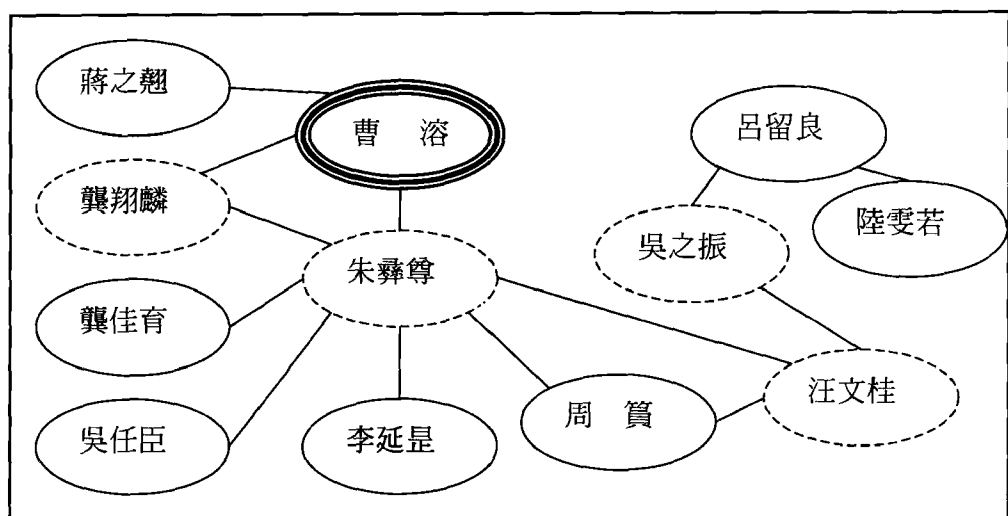 蔣之翹
曹 溶
呂留良
龔翔麟
陸雯若
吳之振
朱彝尊
龔佳育
汪文桂
周 篔
吳任臣
李延昰